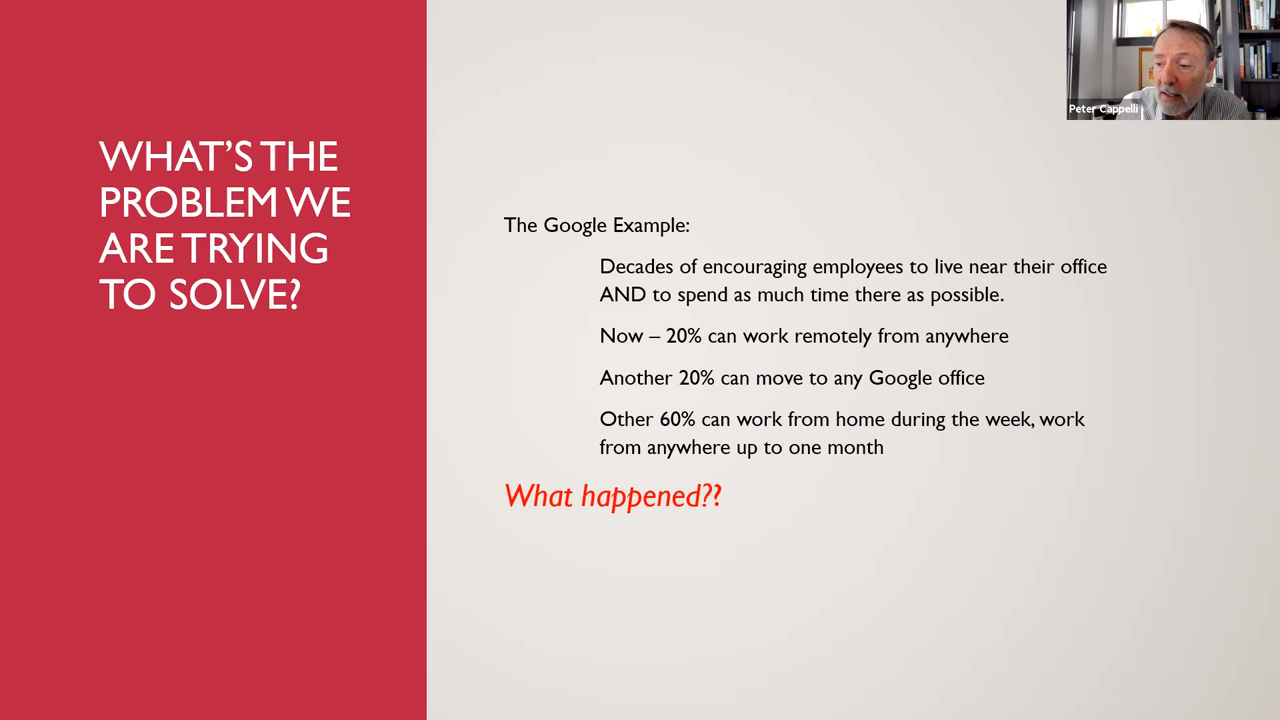 WHAT'S THE
PROBLEM WE
ARE TRYING
TO SOLVE?
Peter Cappelli
The Google Example:
Decades of encouraging employees to live near their office
AND to spend as much time there as possible.
Now – 20% can work remotely from anywhere
Another 20% can move to any Google office
Other 60% can work from home during the week, work
from anywhere up to one month
What happened??